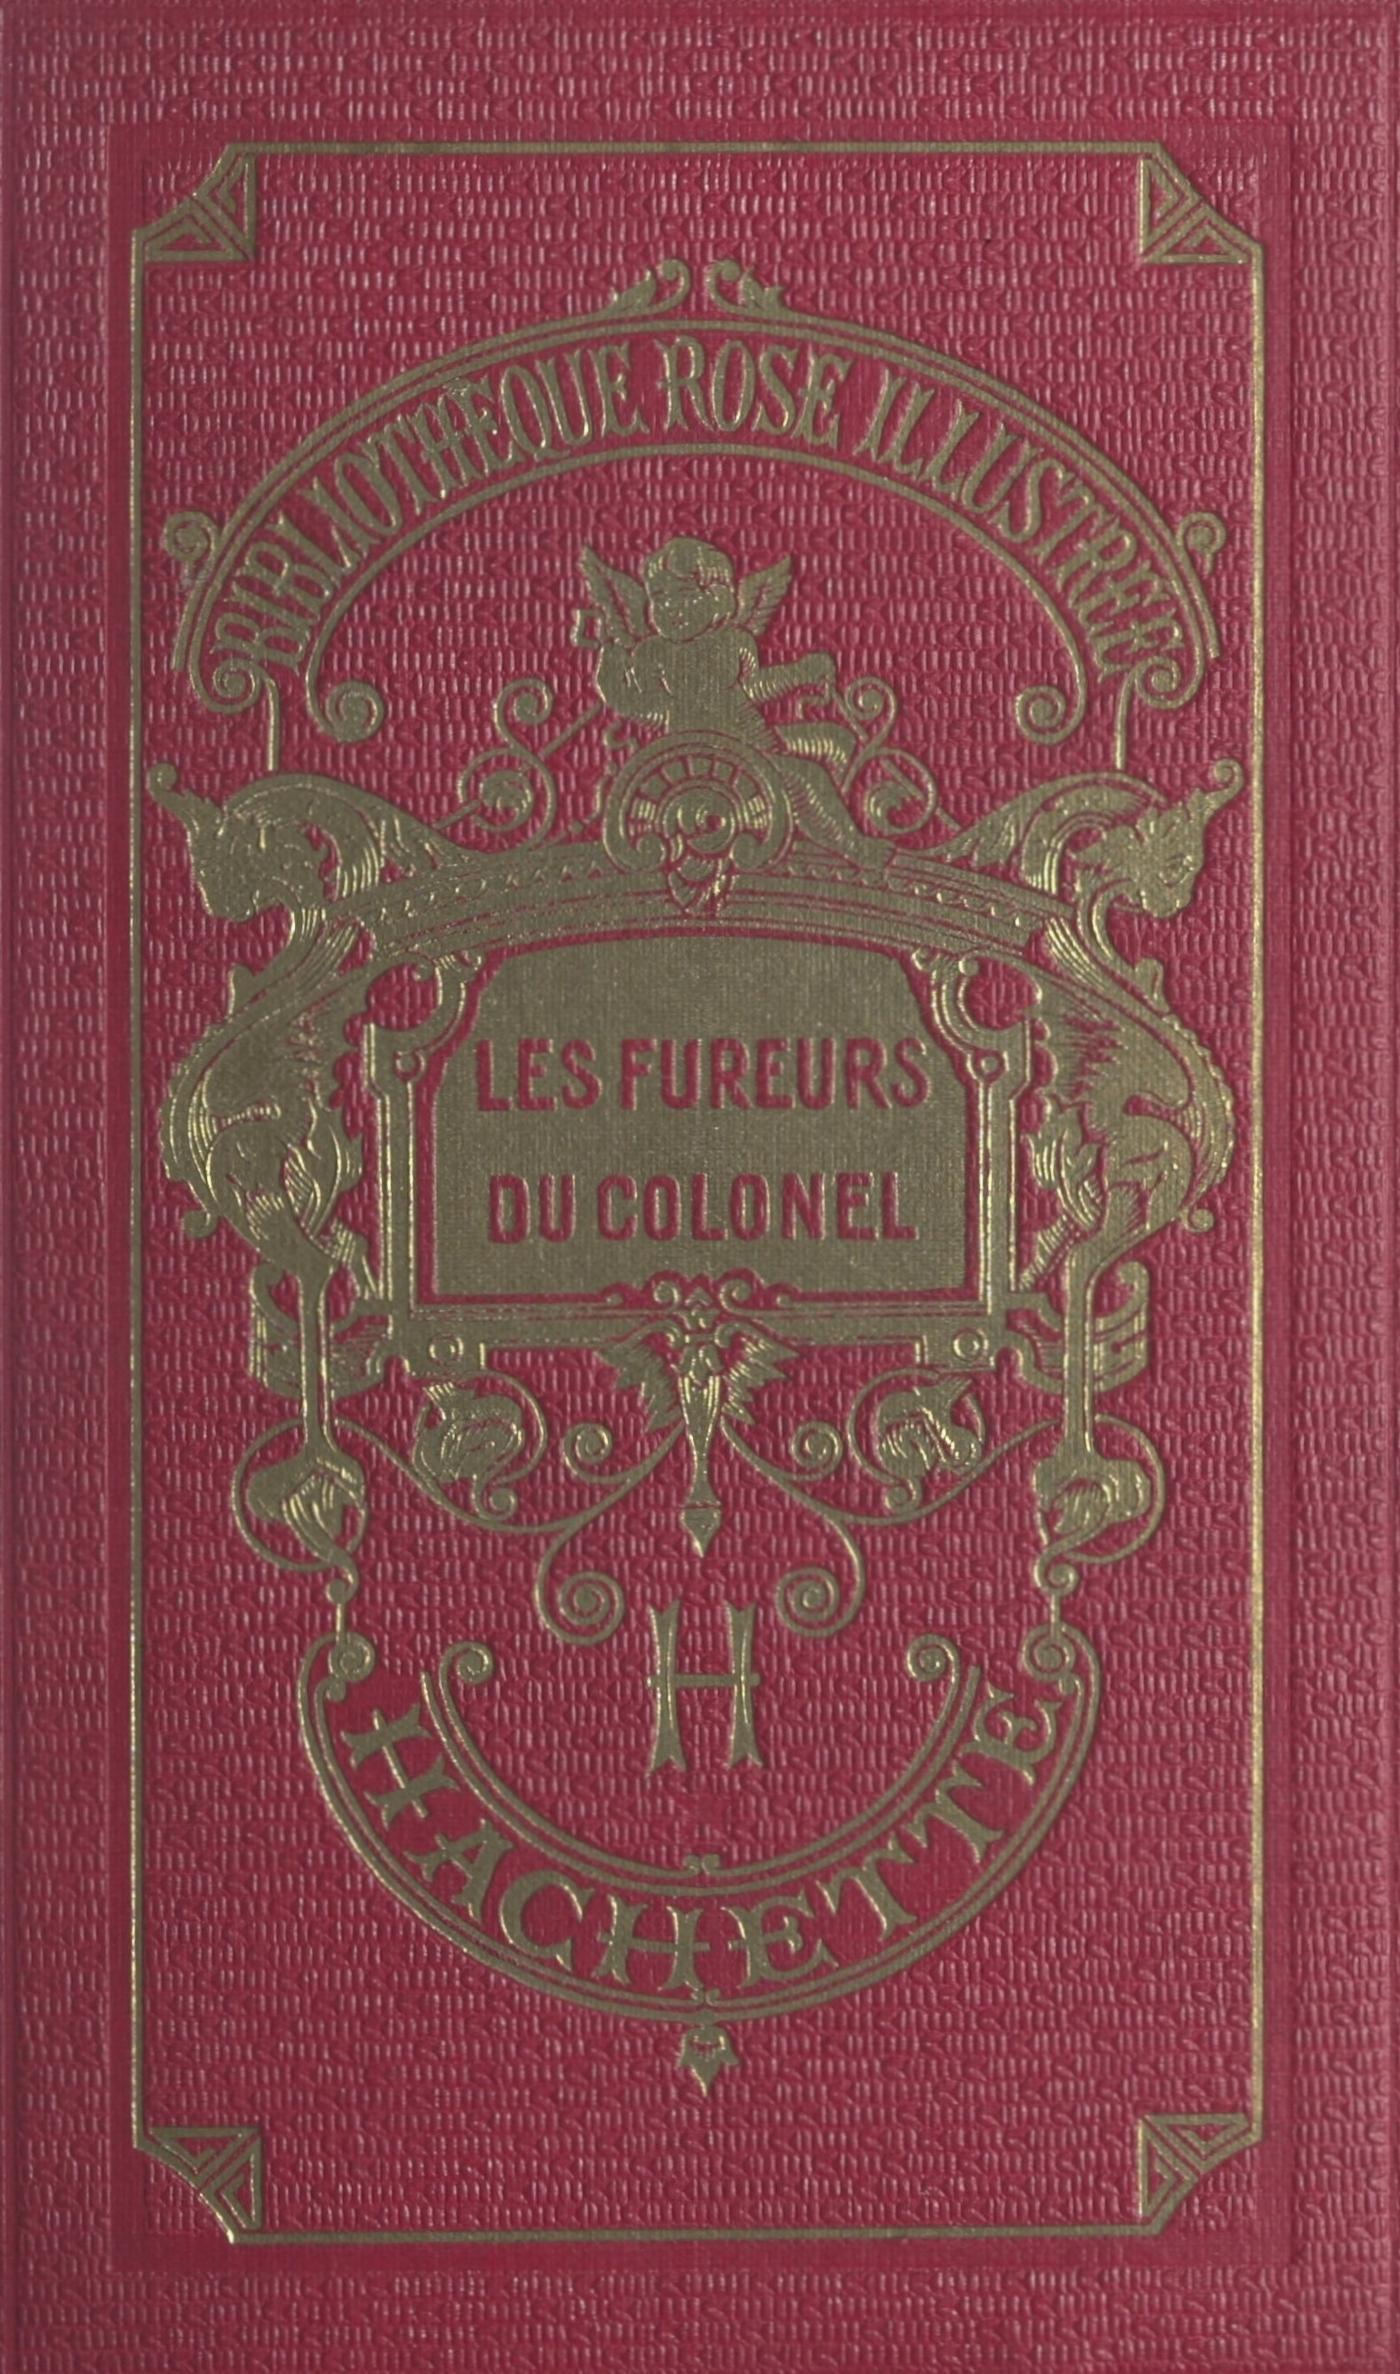 BIBLIOTHEQUE ROSE ILLUSTREE
LES FUREURS
DU COLONEL
H
HACHETTE